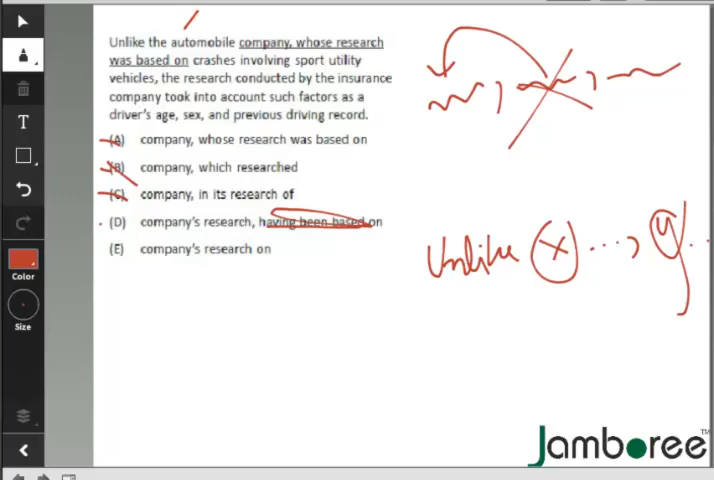 Unlike the automobile company, whose research
was based on crashes involving sport utility
vehicles, the research conducted by the insurance
company took into account such factors as a
driver's age, sex, and previous driving record.
(A) company, whose research was based on
(B) company, which researched
(C) company, in its research of
(D) company's research, having been based on
(E) company's research on
Unlike X ..., y ...
T
Color
Size
Jamboree™